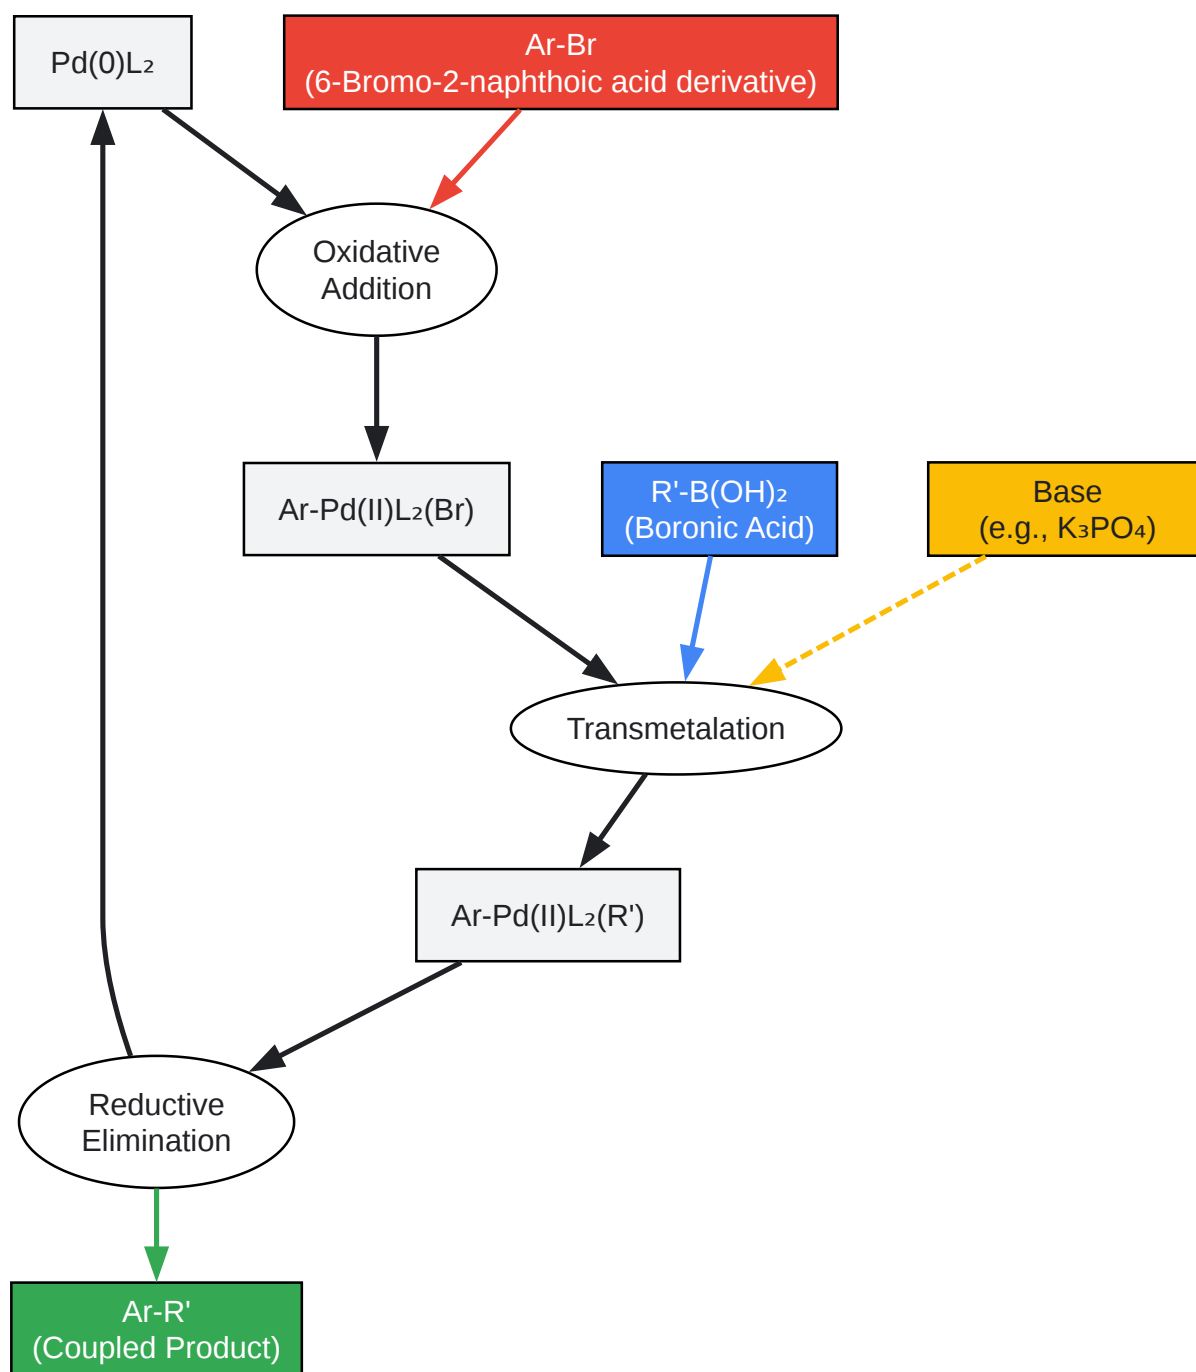 Pd(0)L₂
Ar-Br
(6-Bromo-2-naphthoic acid derivative)
Oxidative
Addition
Ar-Pd(II)L₂(Br)
R'-B(OH)₂
(Boronic Acid)
Base
(e.g., K₃PO₄)
Transmetalation
Ar-Pd(II)L₂(R')
Reductive
Elimination
Ar-R'
(Coupled Product)